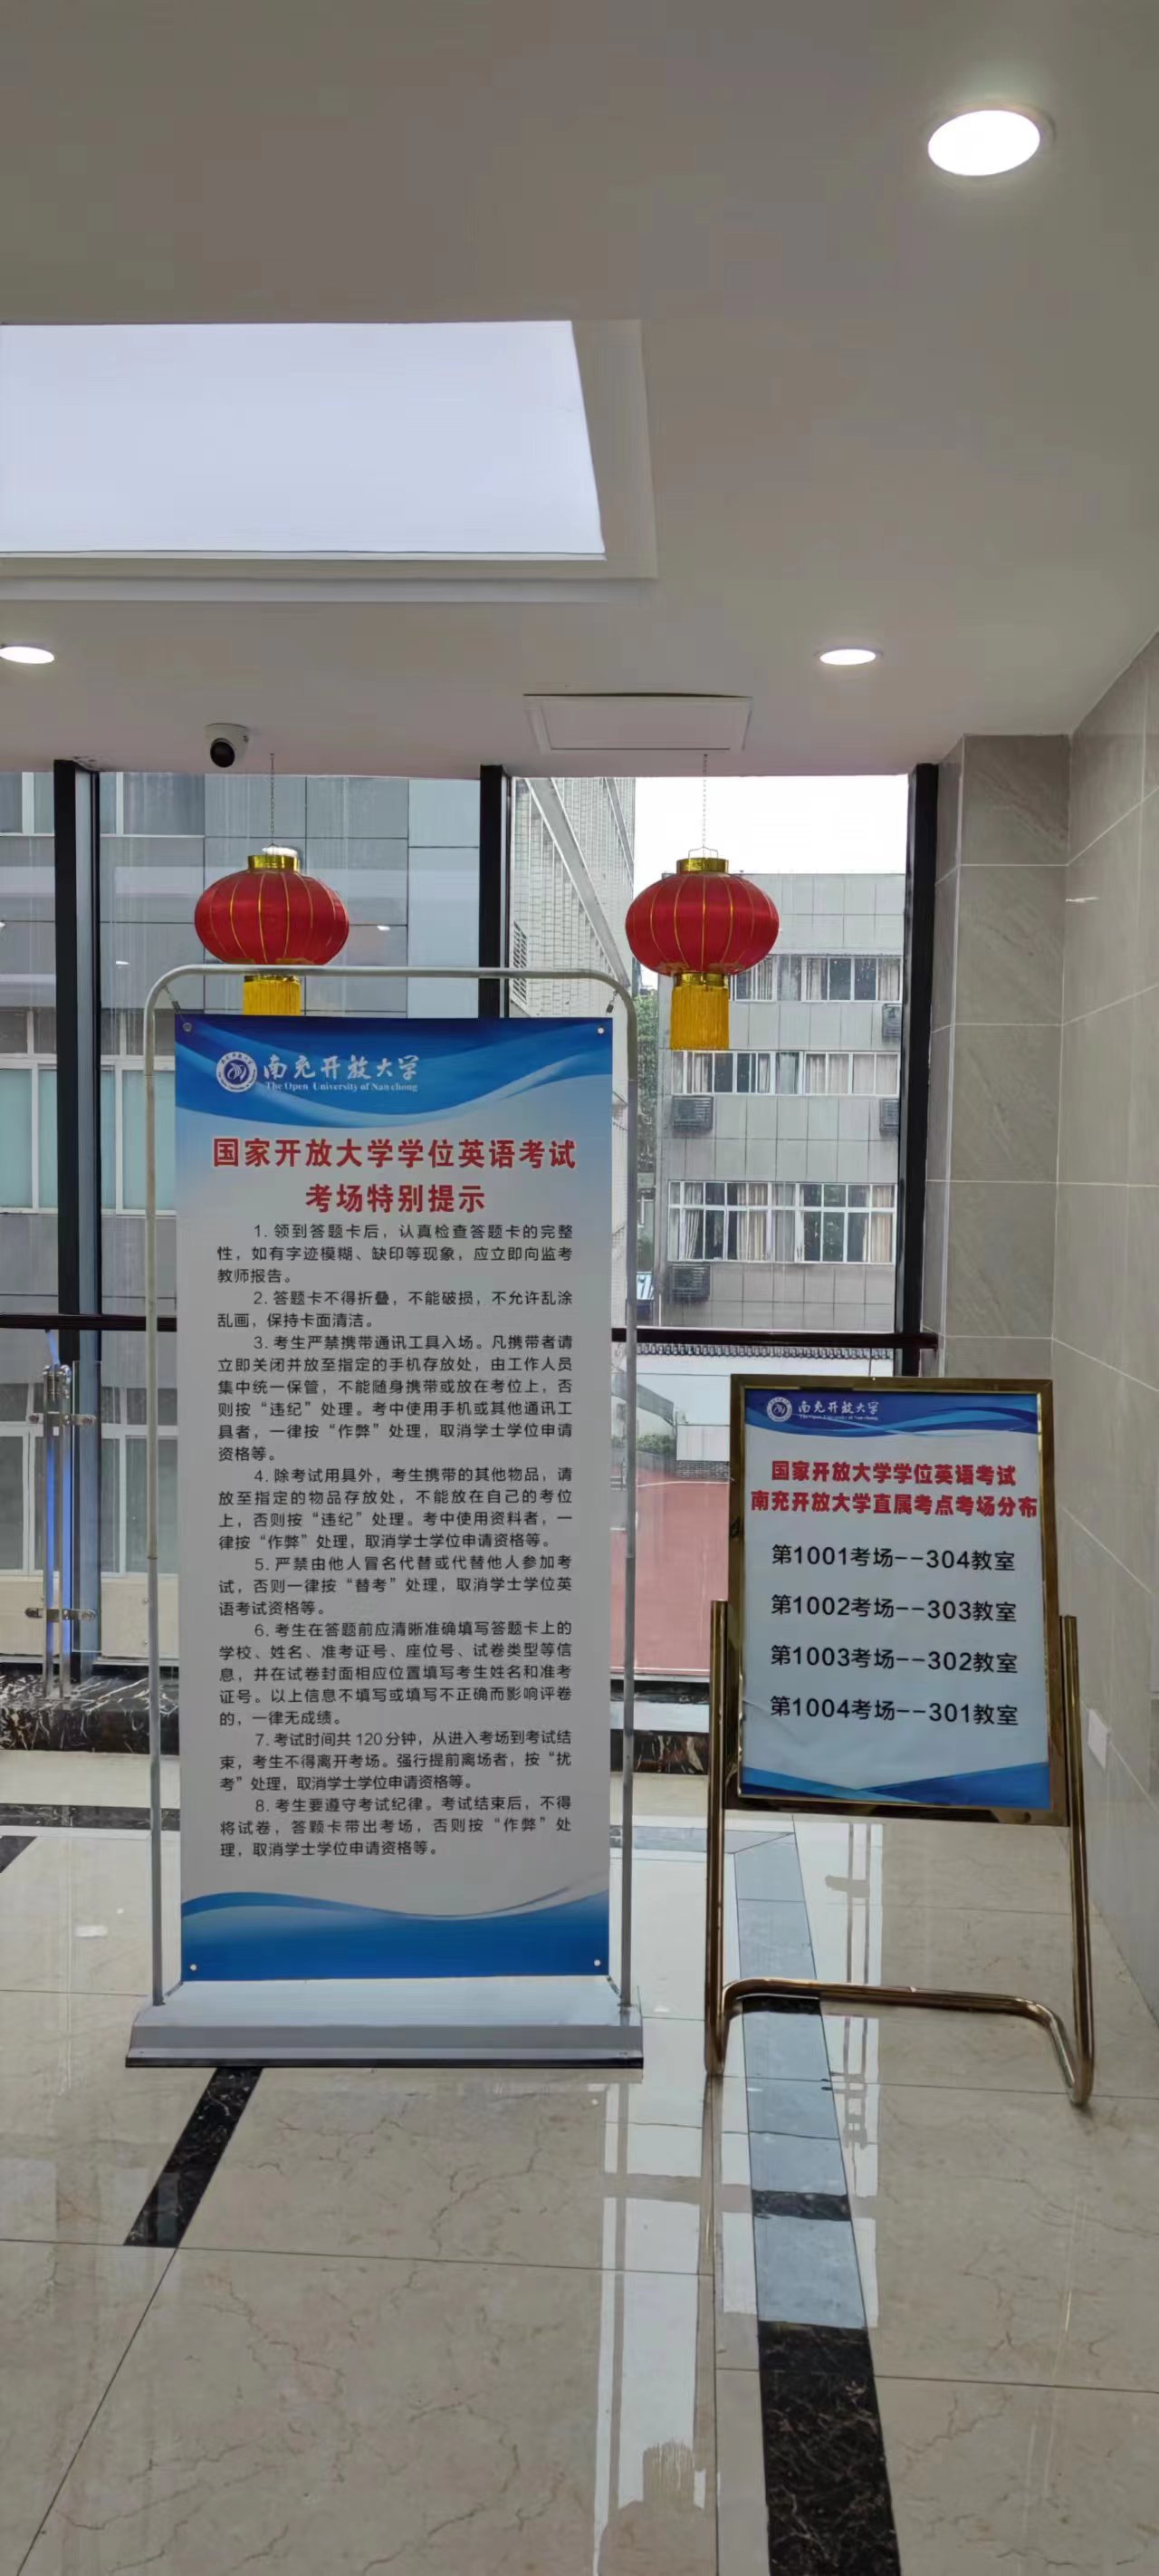 南充开放大学
The Open University of Nanchong
国家开放大学学位英语考试
考场特别提示
1. 领到答题卡后，认真检查答题卡的完整
性，如有字迹模糊、缺印等现象，应立即向监考
教师报告。
2. 答题卡不得折叠，不能破损，不允许乱涂
乱画，保持卡面清洁。
3. 考生严禁携带通讯工具入场。凡携带者请
立即关闭并放至指定的手机存放处，由工作人员
集中统一保管，不能随身携带或放在考位上，否
则按“违纪”处理。考中使用手机或其他通讯工
具者，一律按“作弊”处理，取消学士学位申请
资格等。
4. 除考试用具外，考生携带的其他物品，请
放至指定的物品存放处，不能放在自己的考位
上，否则按“违纪”处理。考中使用资料者，一
律按“作弊”处理，取消学士学位申请资格等。
5. 严禁由他人冒名代替或代替他人参加考
试，否则一律按“替考”处理，取消学士学位英
语考试资格等。
6. 考生在答题前应清晰准确填写答题卡上的
学校、姓名、准考证号、座位号、试卷类型等信
息，并在试卷封面相应位置填写考生姓名和准考
证号。以上信息不填写或填写不正确而影响评卷
的，一律无成绩。
7. 考试时间共120分钟，从进入考场到考试结
束，考生不得离开考场。强行提前离场者，按“扰
考”处理，取消学士学位申请资格等。
8. 考生要遵守考试纪律。考试结束后，不得
将试卷，答颗卡带出考场，否则按“作弊”处
理，取消学士学位申请资格等。
南充开放大学
The Open University of Nanchong
国家开放大学学位英语考试
南充开放大学直属考点考场分布
第1001考场--304教室
第1002考场--303教室
第1003考场--302教室
第1004考场--301教室